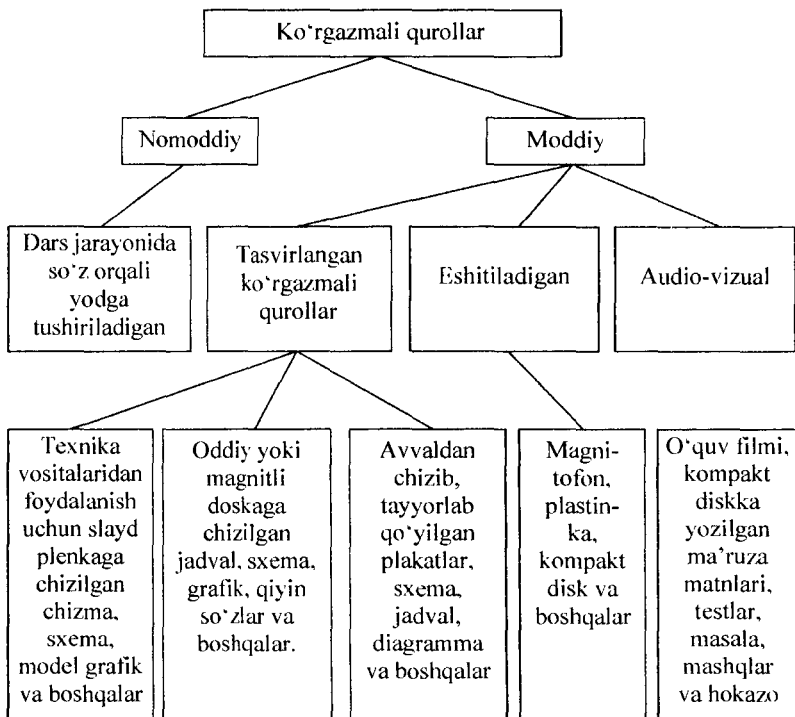 Ko‘rgazmali qurollar
Nomoddiy
Moddiy
Dars jarayonida
so‘z orqali
yodga
tushiriladigan
Tasvirlangan
ko‘rgazmali
qurollar
Eshitiladigan
Audio-vizual
Texnika
vositalaridan
foydalanish
uchun slayd
plenkaga
chizilgan
chizma,
sxema,
model grafik
va boshqalar
Oddiy yoki
magnitli
doskaga
chizilgan
jadval, sxema,
grafik, qiyin
so‘zlar va
boshqalar.
Avvaldan
chizib,
tayyorlab
qo‘yilgan
plakatlar,
sxema,
jadval,
diagramma
va boshqalar
Magni-
tofon,
plastin-
ka,
kompakt
disk va
boshqalar
O‘quv filmi,
kompakt
diskka
yozilgan
ma’ruza
matnlari,
testlar,
masala,
mashqlar
va hokazo